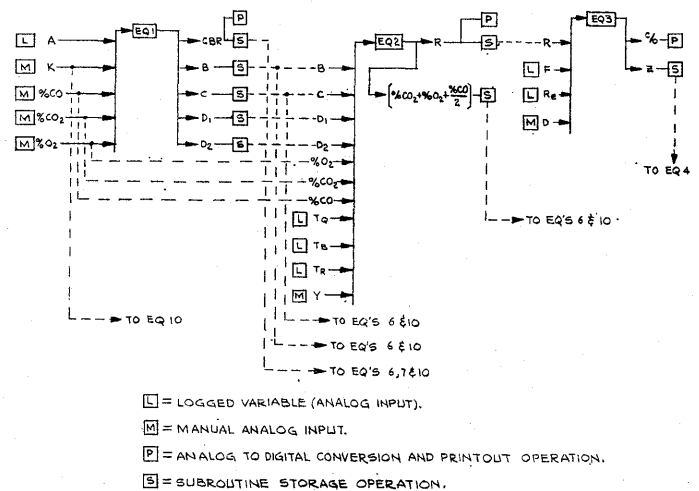 P
EQ1
EQ2
EQ3
P
L A
CBR S
R S R
C/O P
M K
B S B
L F
Z S
M %CO
C S C
(%CO2+%O2+%CO/2) S
L Re
M %CO2
D1 S D1
M D
M %O2
D2 S D2
TO EQ 4
%O2
%CO2
%CO
TO EQ'S 6 & 10
L TQ
L TB
L TR
M Y
TO EQ 10
TO EQ'S 6 & 10
TO EQ'S 6 & 10
TO EQ'S 6,7 & 10
L = LOGGED VARIABLE (ANALOG INPUT).
M = MANUAL ANALOG INPUT.
P = ANALOG TO DIGITAL CONVERSION AND PRINTOUT OPERATION.
S = SUBROUTINE STORAGE OPERATION.